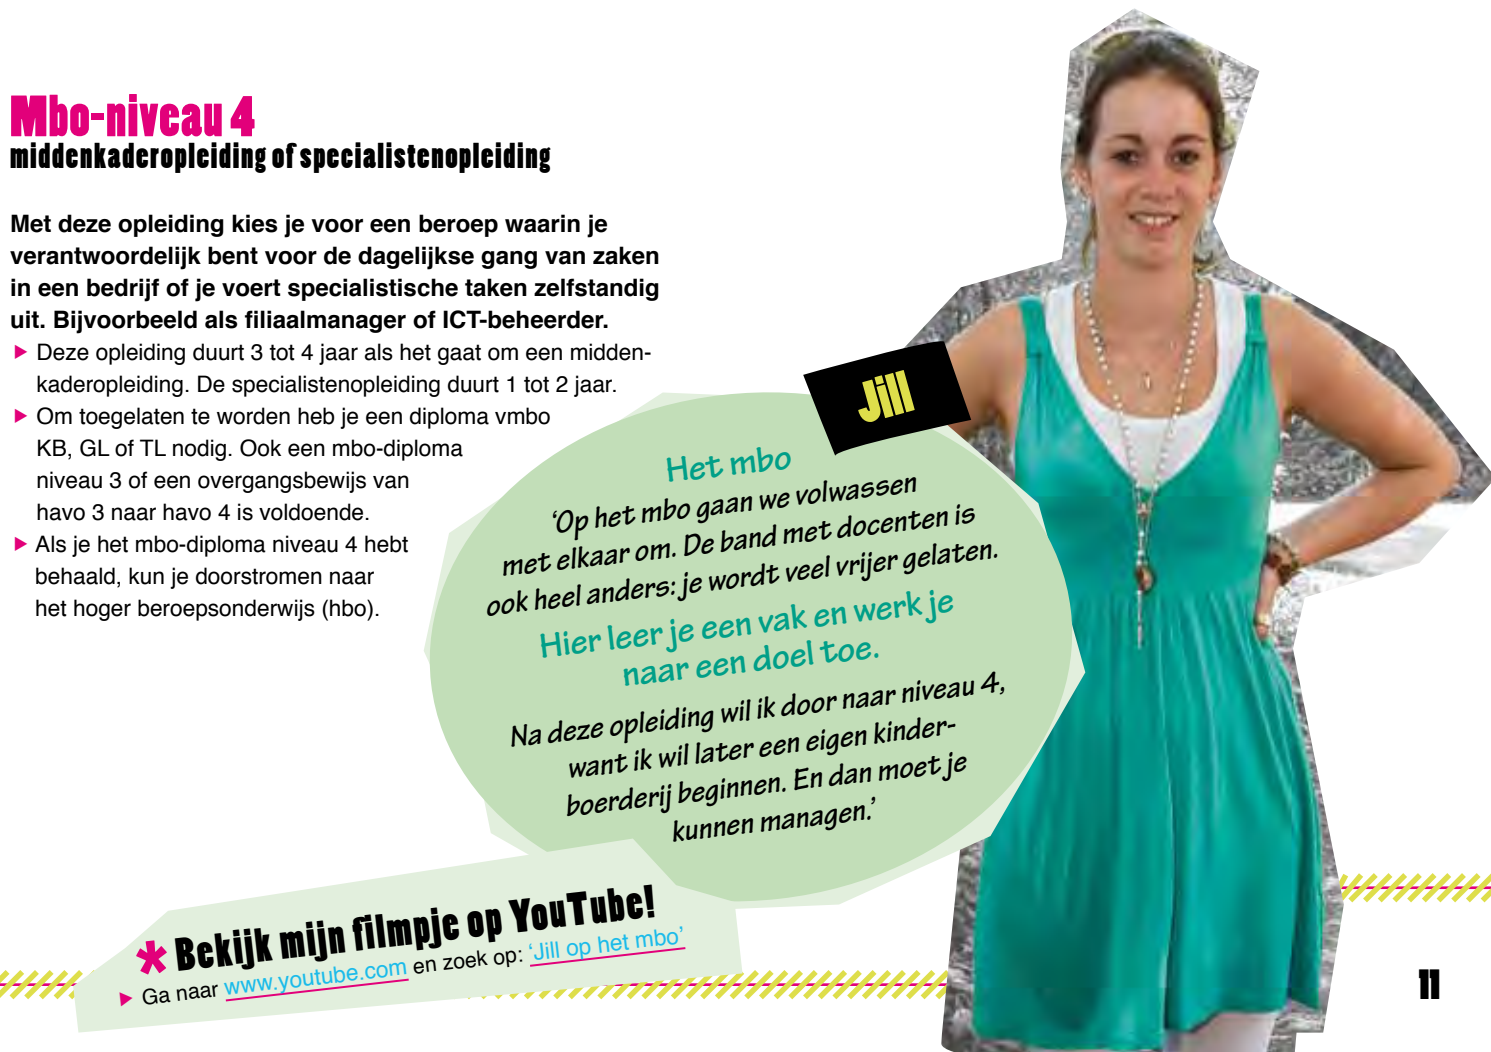 Mbo-niveau 4
middenkaderopleiding of specialistenopleiding
Met deze opleiding kies je voor een beroep waarin je
verantwoordelijk bent voor de dagelijkse gang van zaken
in een bedrijf of je voert specialistische taken zelfstandig
uit. Bijvoorbeeld als filiaalmanager of ICT-beheerder.
▶ Deze opleiding duurt 3 tot 4 jaar als het gaat om een midden-
kaderopleiding. De specialistenopleiding duurt 1 tot 2 jaar.
▶ Om toegelaten te worden heb je een diploma vmbo
KB, GL of TL nodig. Ook een mbo-diploma
niveau 3 of een overgangsbewijs van
havo 3 naar havo 4 is voldoende.
▶ Als je het mbo-diploma niveau 4 hebt
behaald, kun je doorstromen naar
het hoger beroepsonderwijs (hbo).
Jill
Het mbo
‘Op het mbo gaan we volwassen
met elkaar om. De band met docenten is
ook heel anders: je wordt veel vrijer gelaten.
Hier leer je een vak en werk je
naar een doel toe.
Na deze opleiding wil ik door naar niveau 4,
want ik wil later een eigen kinder-
boerderij beginnen. En dan moet je
kunnen managen.’
* Bekijk mijn filmpje op YouTube!
▶ Ga naar www.youtube.com en zoek op: ‘Jill op het mbo’
11